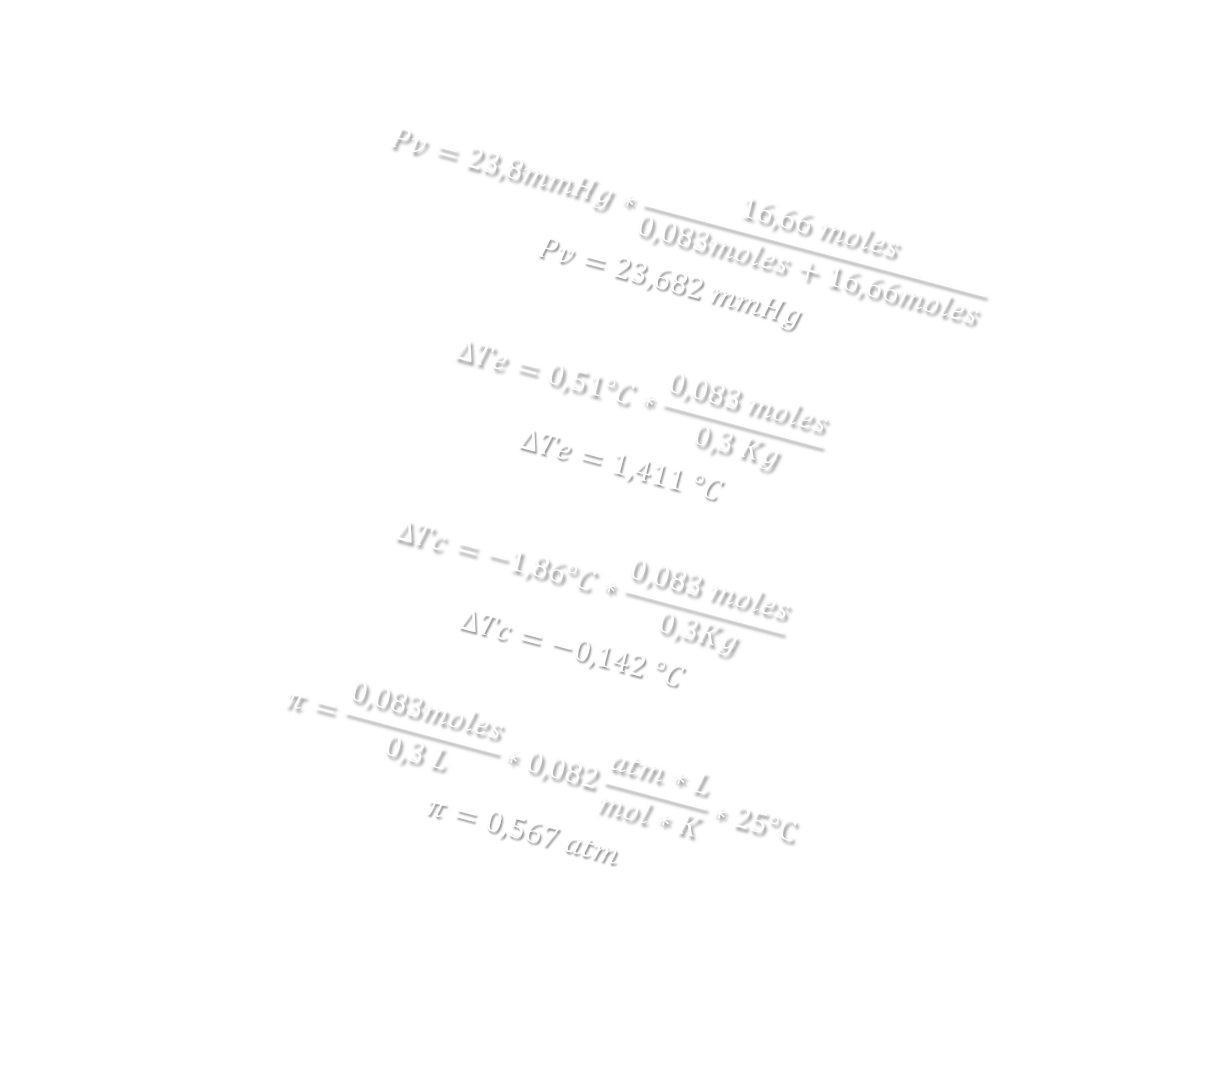 Pv = 23,8mmHg * 16,66 moles / 0,083moles + 16,66moles
Pv = 23,682 mmHg
ΔTe = 0,51°C * 0,083 moles / 0,3 Kg
ΔTe = 1,411 °C
ΔTc = −1,86°C * 0,083 moles / 0,3Kg
ΔTc = −0,142 °C
π = 0,083moles / 0,3 L * 0,082 atm * L / mol * K * 25°C
π = 0,567 atm